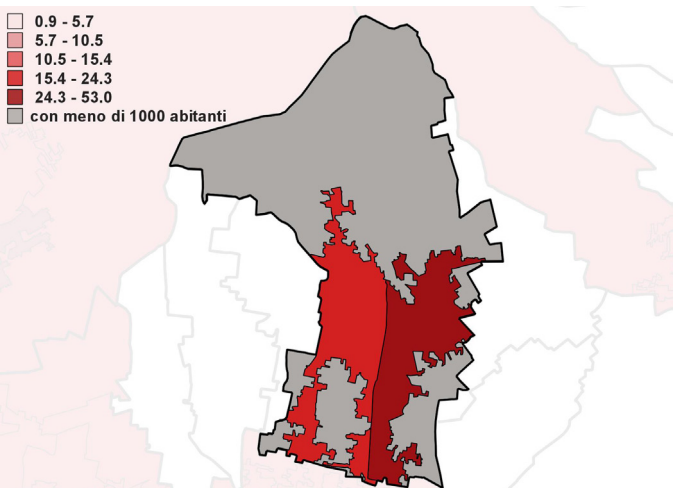 0.9 - 5.7
5.7 - 10.5
10.5 - 15.4
15.4 - 24.3
24.3 - 53.0
con meno di 1000 abitanti